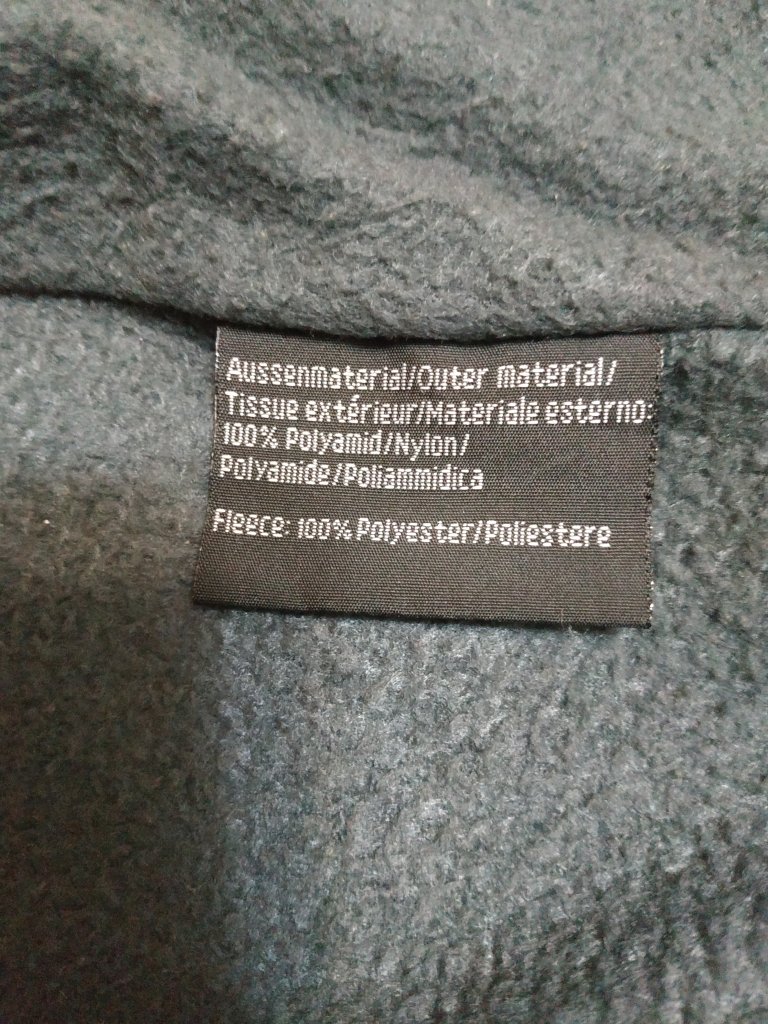 Aussenmaterial/Outer material/
Tissue extérieur/Materiale esterno:
100% Polyamid/Nylon/
Polyamide/Poliammidica
Fleece: 100% Polyester/Poliestere